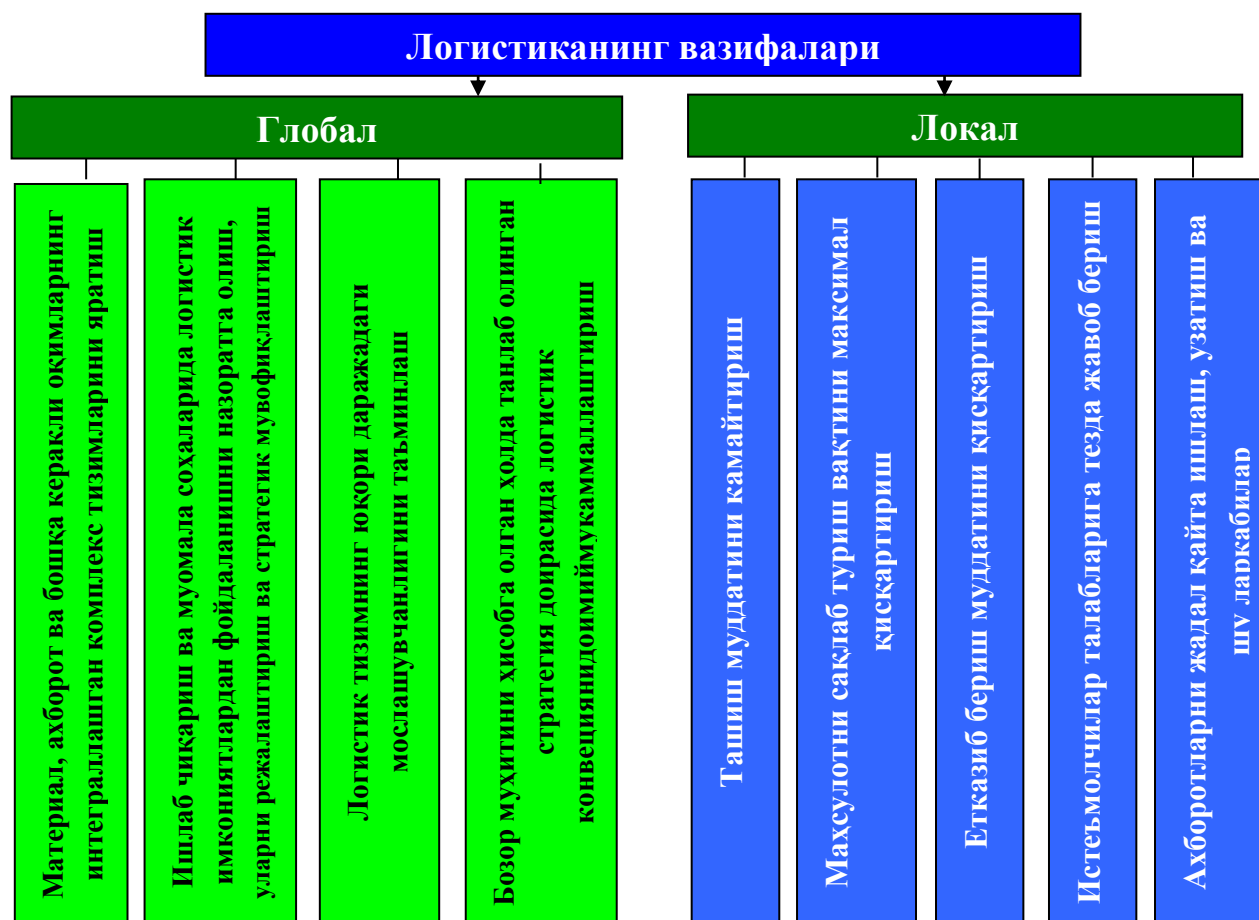 Логистиканинг вазифалари
Глобал
Локал
Материал, ахборот ва бошқа керакли оқимларнинг
интеграллашган комплекс тизимларини яратиш
Ишлаб чиқариш ва муомала соҳаларида логистик
имкониятлардан фойдаланишни назоратга олиш,
уларни режалаштириш ва стратегик мувофиқлаштириш
Логистик тизимнинг юқори даражадаги
мослашувчанлигини таъминлаш
Бозор муҳитини ҳисобга олган ҳолда танлаб олинган
стратегия доирасида логистик
конвециянидоимиймукаммаллаштириш
Ташиш муддатини камайтириш
Маҳсулотни сақлаб туриш вақтини максимал
қисқартириш
Етказиб бериш муддатини қисқартириш
Истеъмолчилар талабларига тезда жавоб бериш
Ахборотларни жадал қайта ишлаш, узатиш ва
шу ларкабилар